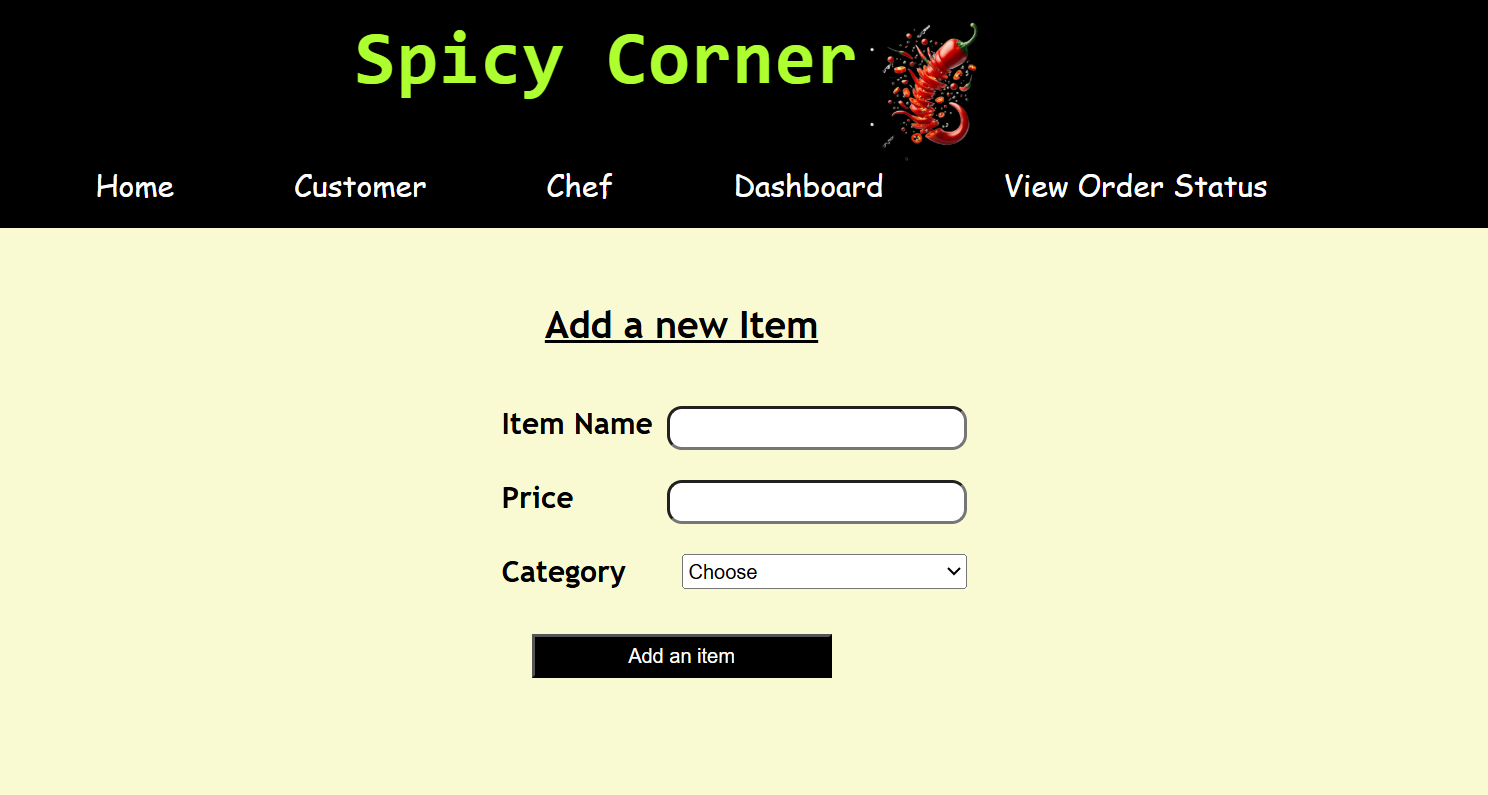 Spicy Corner
Home Customer Chef Dashboard View Order Status
Add a new Item
Item Name
Price
Category Choose
Add an item